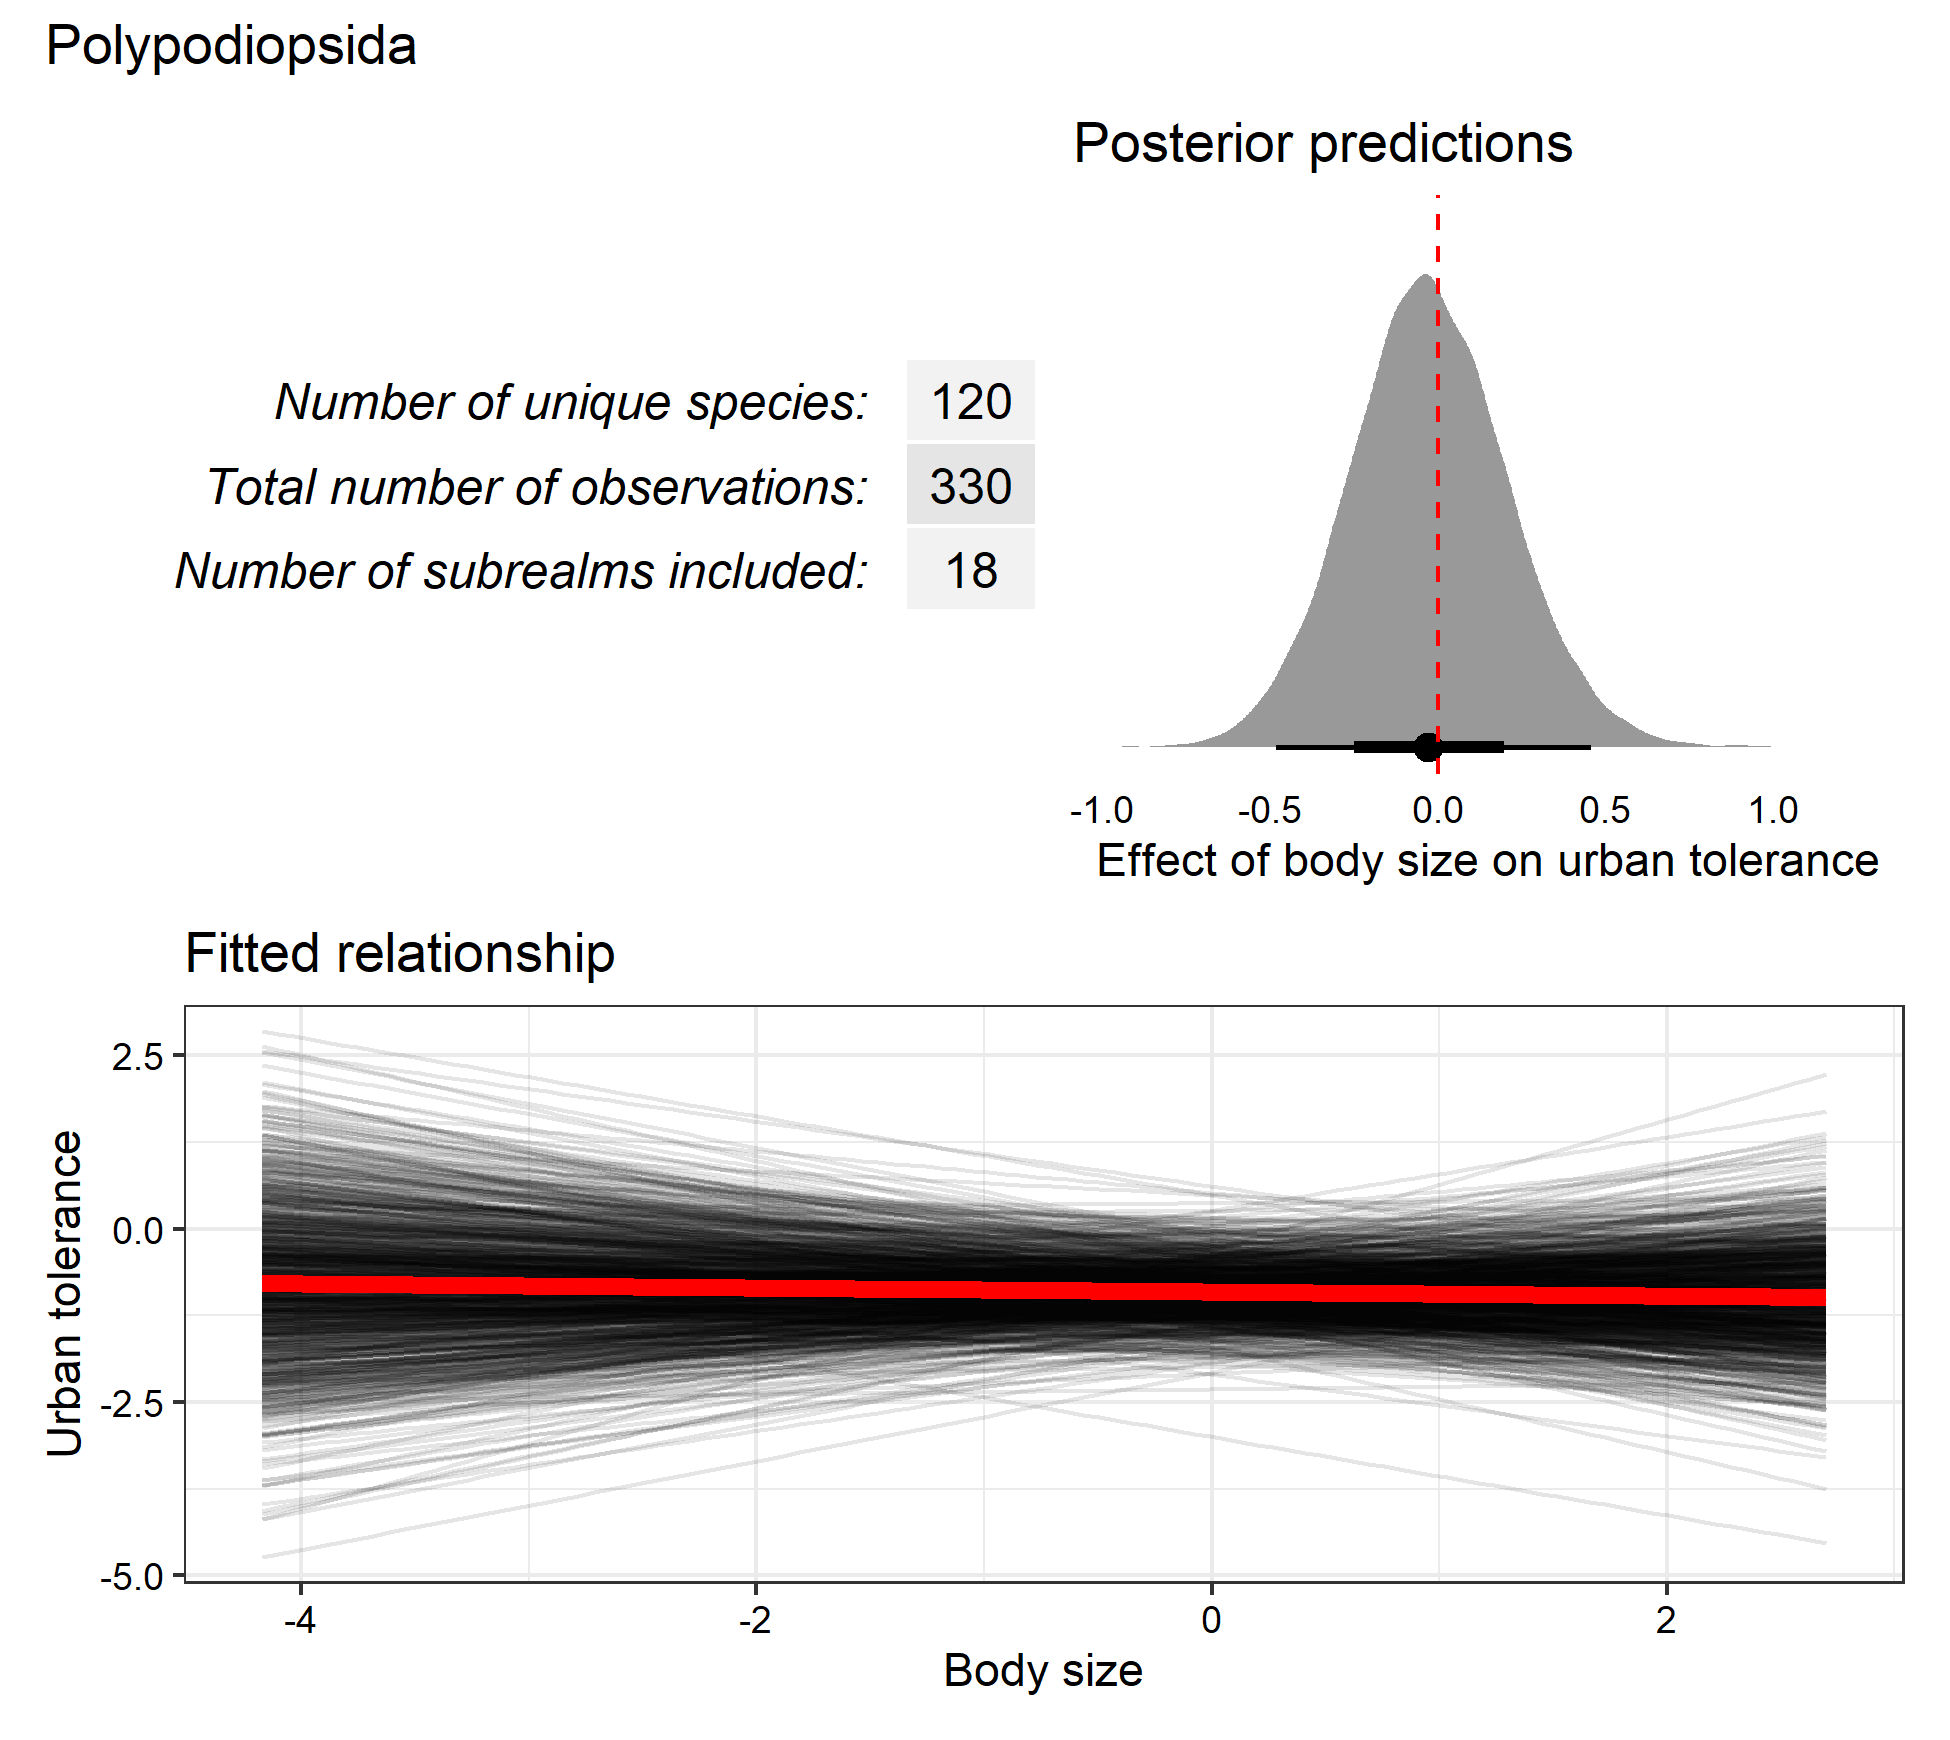 Polypodiopsida
Posterior predictions
Number of unique species: 120
Total number of observations: 330
Number of subrealms included: 18
-1.0 -0.5 0.0 0.5 1.0
Effect of body size on urban tolerance
Fitted relationship
Urban tolerance
2.5
0.0
-2.5
-5.0
-4 -2 0 2
Body size